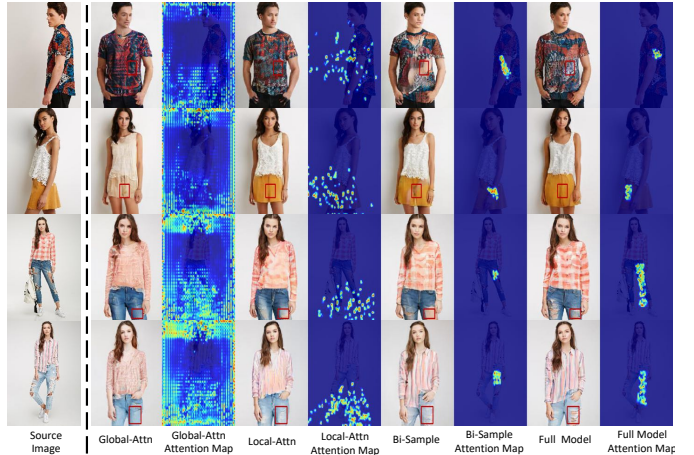 Source Image
Global-Attn
Global-Attn Attention Map
Local-Attn
Local-Attn Attention Map
Bi-Sample
Bi-Sample Attention Map
Full Model
Full Model Attention Map